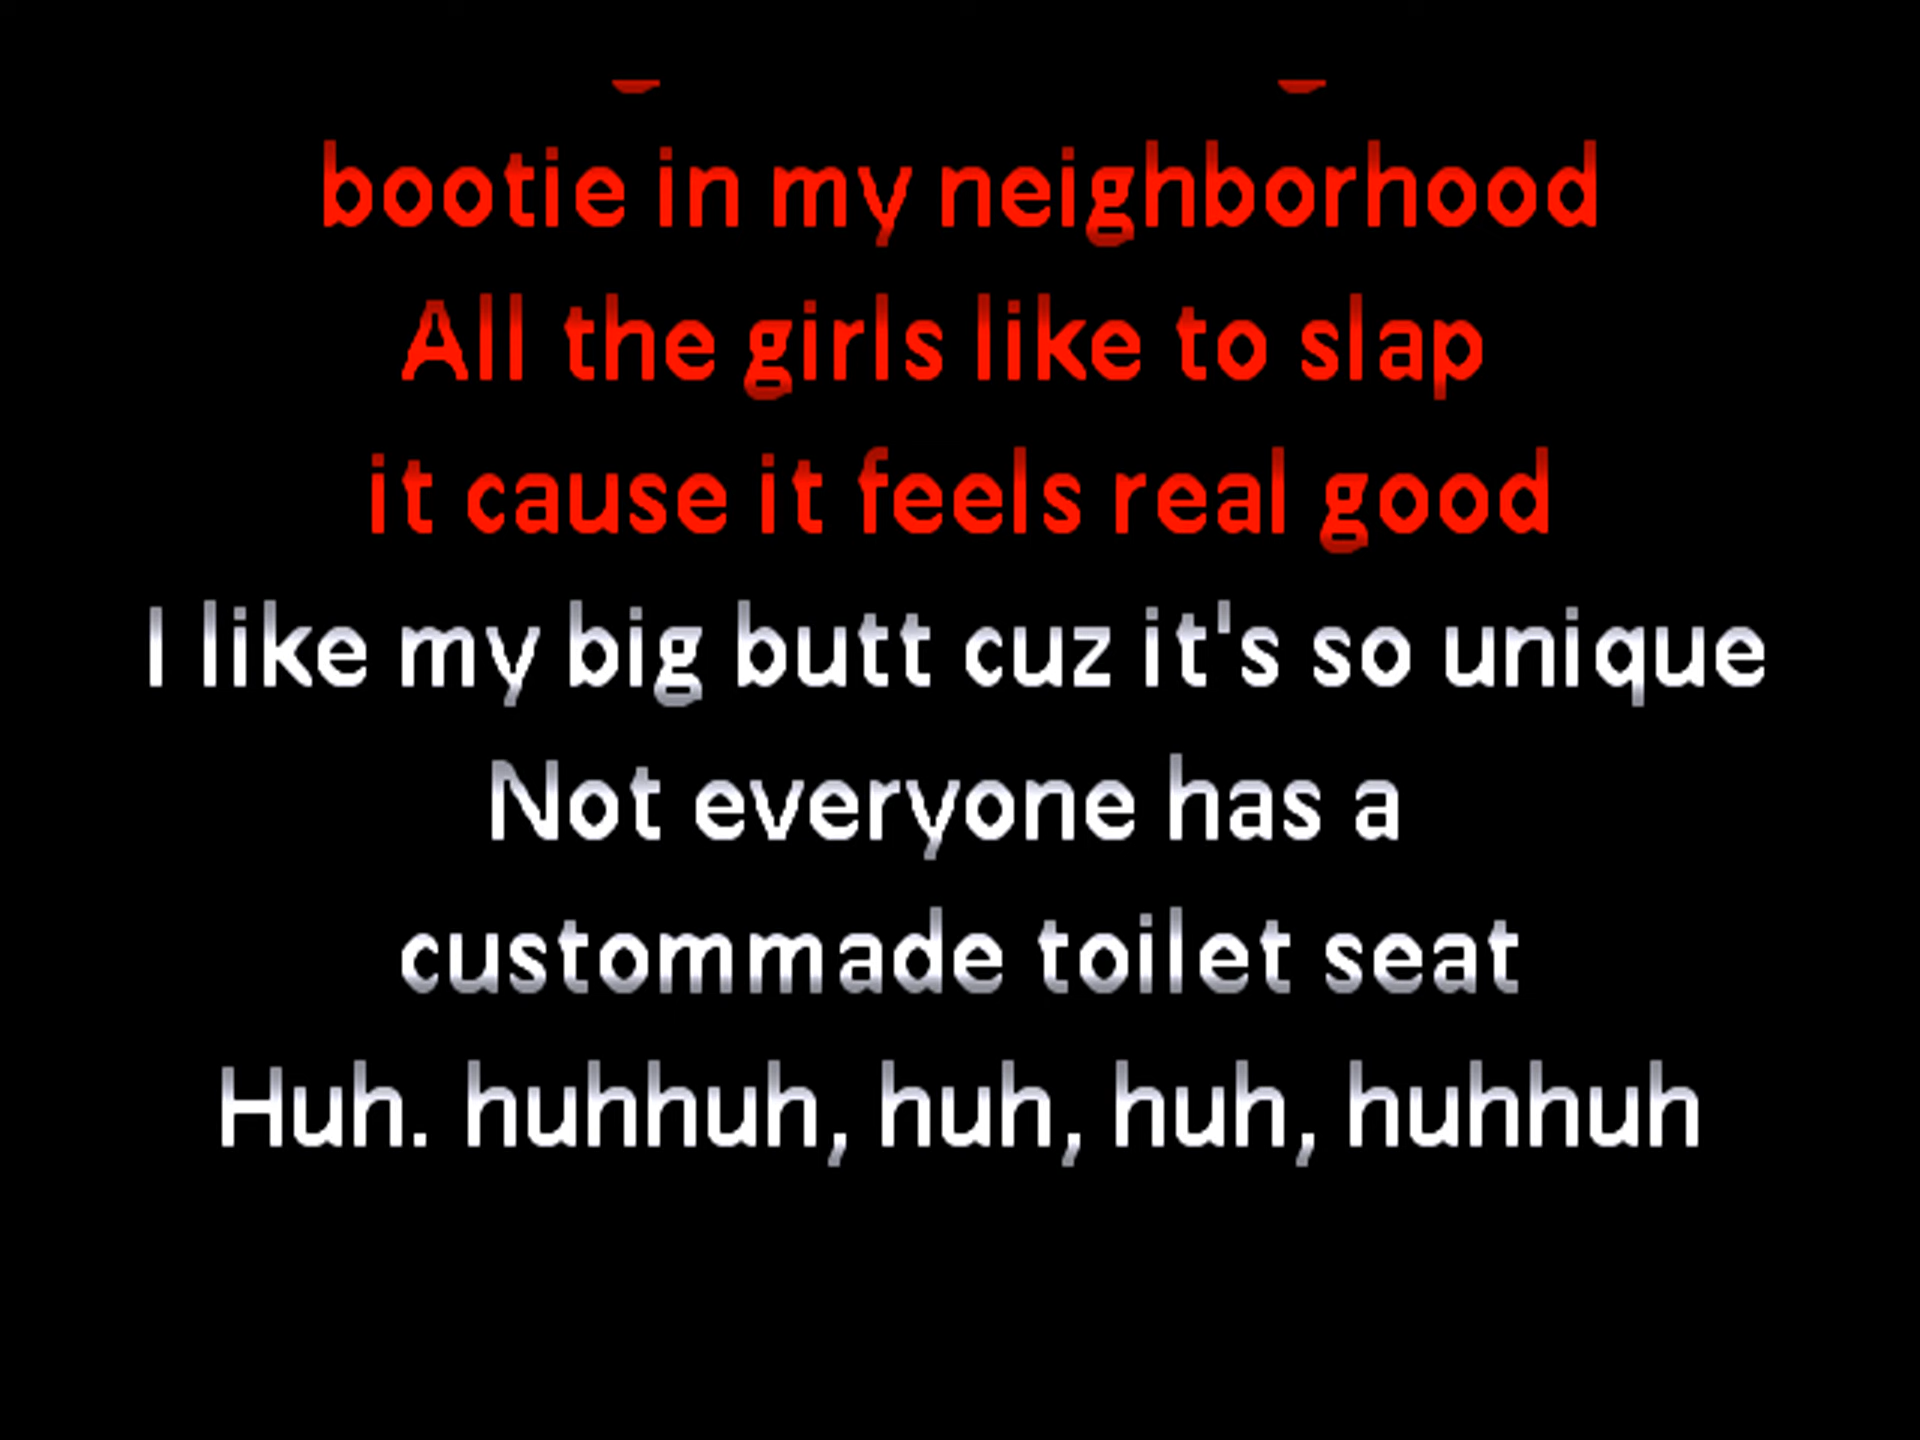 bootie in my neighborhood
All the girls like to slap
it cause it feels real good
I like my big butt cuz it's so unique
Not everyone has a
custommade toilet seat
Huh. huhhuh, huh, huh, huhhuh